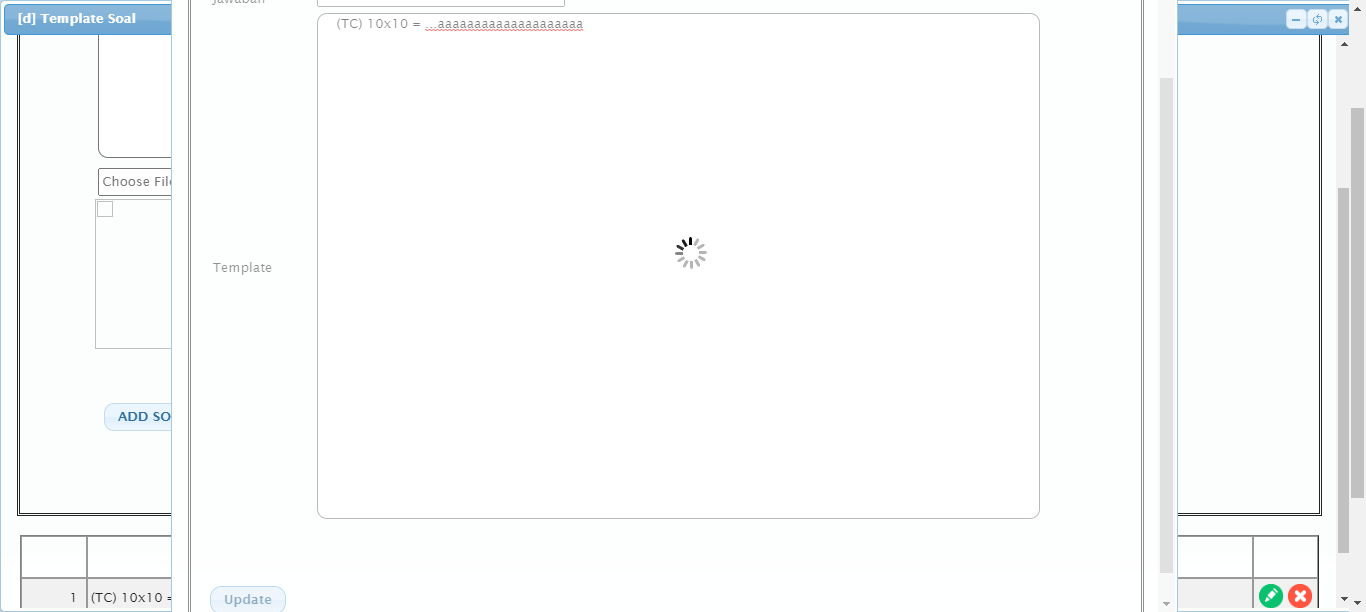 [d] Template Soal
Jawaban
(TC) 10x10 = ...aaaaaaaaaaaaaaaaaaaa
Choose File
Template
ADD SO
Update
1 (TC) 10x10 =